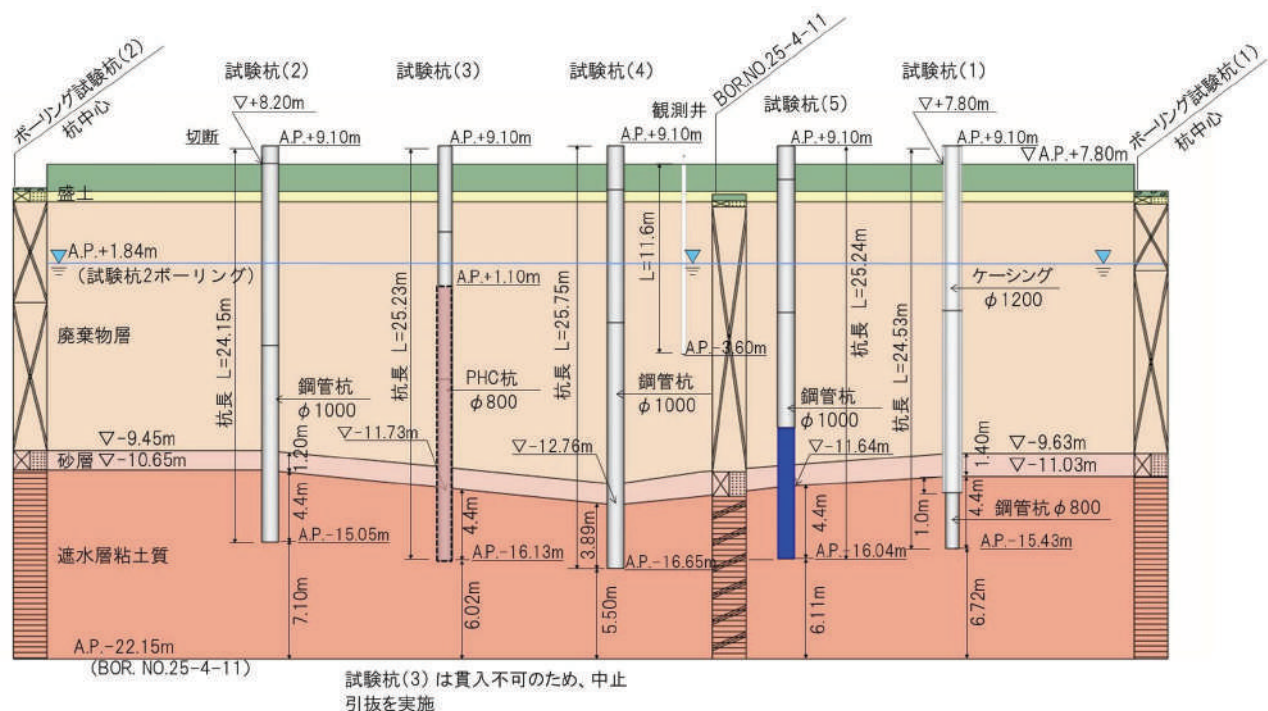 ボーリング試験杭(2)
杭中心
試験杭(2)
試験杭(3)
試験杭(4)
BOR.NO.25-4-11
試験杭(1)
ボーリング試験杭(1)
杭中心
▽+8.20m
観測井
試験杭(5)
▽+7.80m
切断
A.P.+9.10m
A.P.+9.10m
A.P.+9.10m
A.P.+9.10m
A.P.+9.10m
▽A.P.+7.80m
盛土
A.P.+1.84m
(試験杭2ボーリング)
A.P.+1.10m
L=11.6m
A.P.-3.60m
ケーシング
φ1200
廃棄物層
杭長 L=24.15m
杭長 L=25.23m
杭長 L=25.75m
杭長 L=25.24m
杭長 L=24.53m
鋼管杭
φ1000
PHC杭
φ800
鋼管杭
φ1000
鋼管杭
φ1000
▽-9.45m
1.20m
▽-11.73m
▽-12.76m
▽-11.64m
1.40m
▽-9.63m
砂層 ▽-10.65m
▽-11.03m
4.4m
4.4m
3.89m
4.4m
1.0m
4.4m
鋼管杭φ800
遮水層粘土質
A.P.-15.05m
A.P.-16.13m
A.P.-16.65m
A.P.-16.04m
A.P.-15.43m
7.10m
6.02m
5.50m
6.11m
6.72m
A.P.-22.15m
(BOR. NO.25-4-11)
試験杭(3) は貫入不可のため、中止
引抜を実施